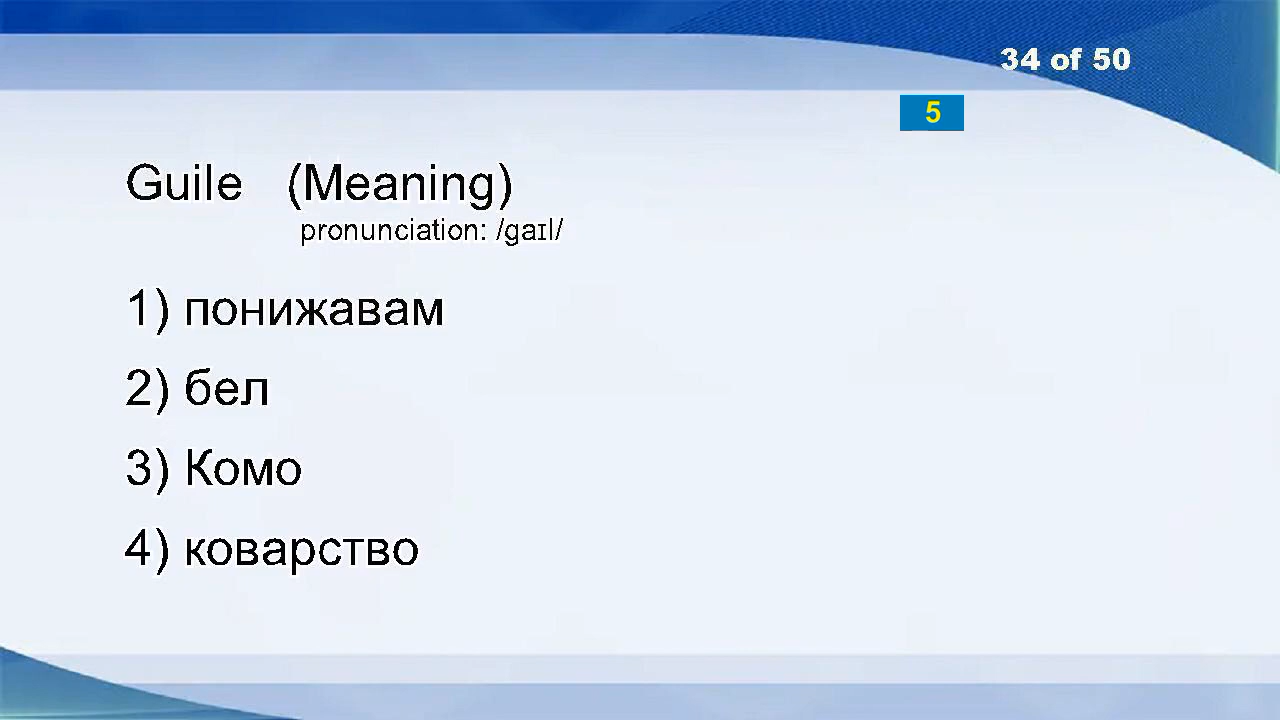 34 of 50
5
Guile (Meaning)
pronunciation: /gaɪl/
1) понижавам
2) бел
3) Комо
4) коварство